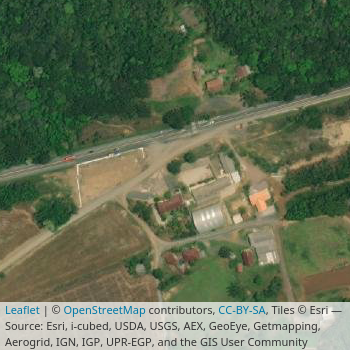 Leaflet | © OpenStreetMap contributors, CC-BY-SA, Tiles © Esri —
Source: Esri, i-cubed, USDA, USGS, AEX, GeoEye, Getmapping,
Aerogrid, IGN, IGP, UPR-EGP, and the GIS User Community